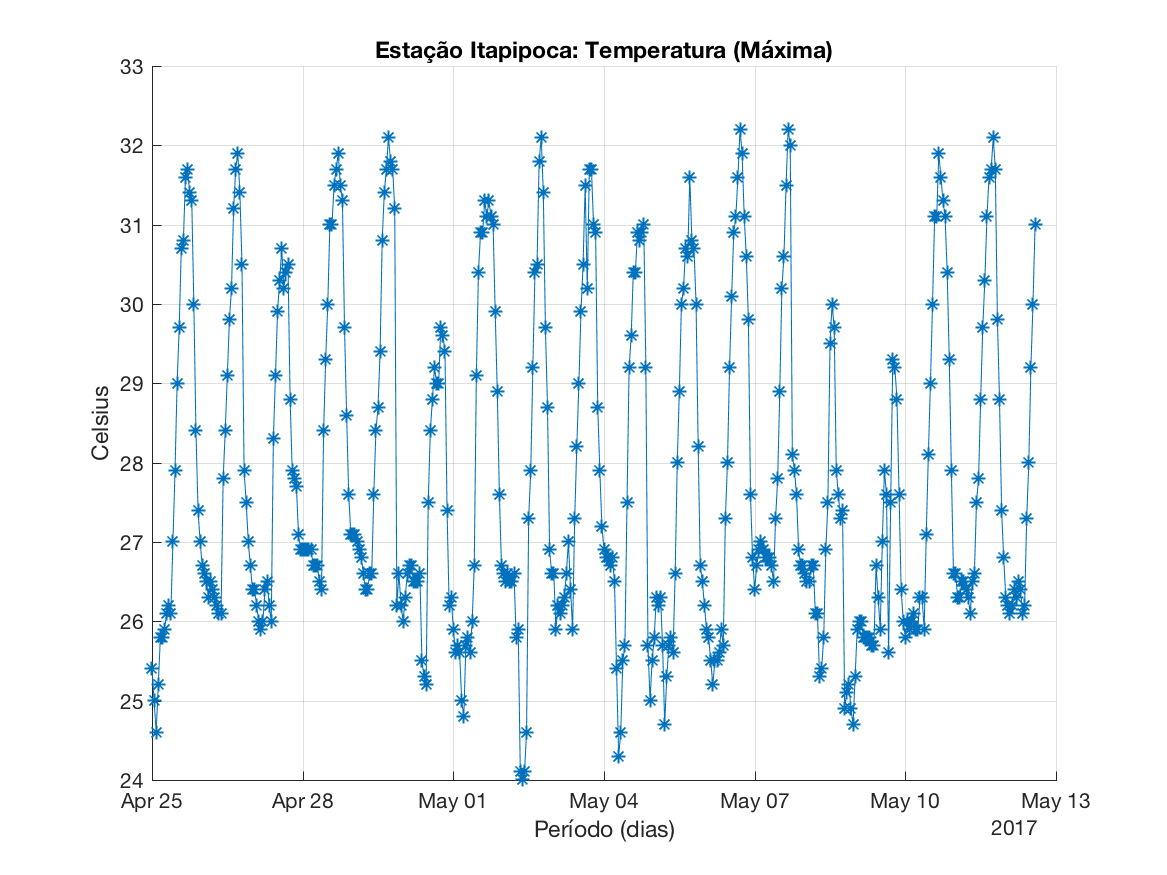 Estação Itapipoca: Temperatura (Máxima)
33
32
31
30
29
28
27
26
25
24
Celsius
Apr 25 Apr 28 May 01 May 04 May 07 May 10 May 13
Período (dias)
2017